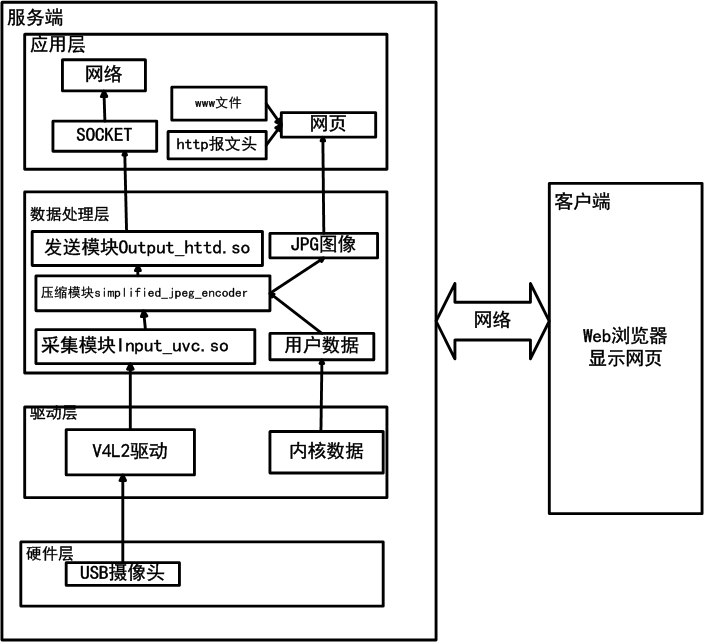 服务端
应用层
网络
www文件
SOCKET
网页
http报文头
数据处理层
发送模块Output_httd.so
JPG图像
压缩模块simplified_jpeg_encoder
采集模块Input_uvc.so
用户数据
驱动层
V4L2驱动
内核数据
硬件层
USB摄像头
网络
客户端
Web浏览器
显示网页